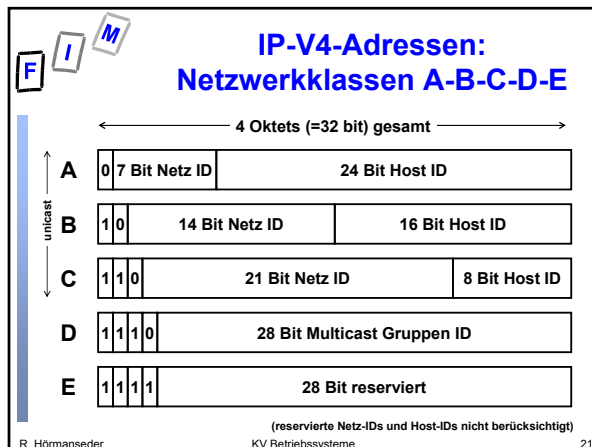 F I M
IP-V4-Adressen:
Netzwerkklassen A-B-C-D-E
4 Oktets (=32 bit) gesamt
unicast
A 0 7 Bit Netz ID 24 Bit Host ID
B 1 0 14 Bit Netz ID 16 Bit Host ID
C 1 1 0 21 Bit Netz ID 8 Bit Host ID
D 1 1 1 0 28 Bit Multicast Gruppen ID
E 1 1 1 1 28 Bit reserviert
(reservierte Netz-IDs und Host-IDs nicht berücksichtigt)
R. Hörmanseder KV Betriebssysteme 21